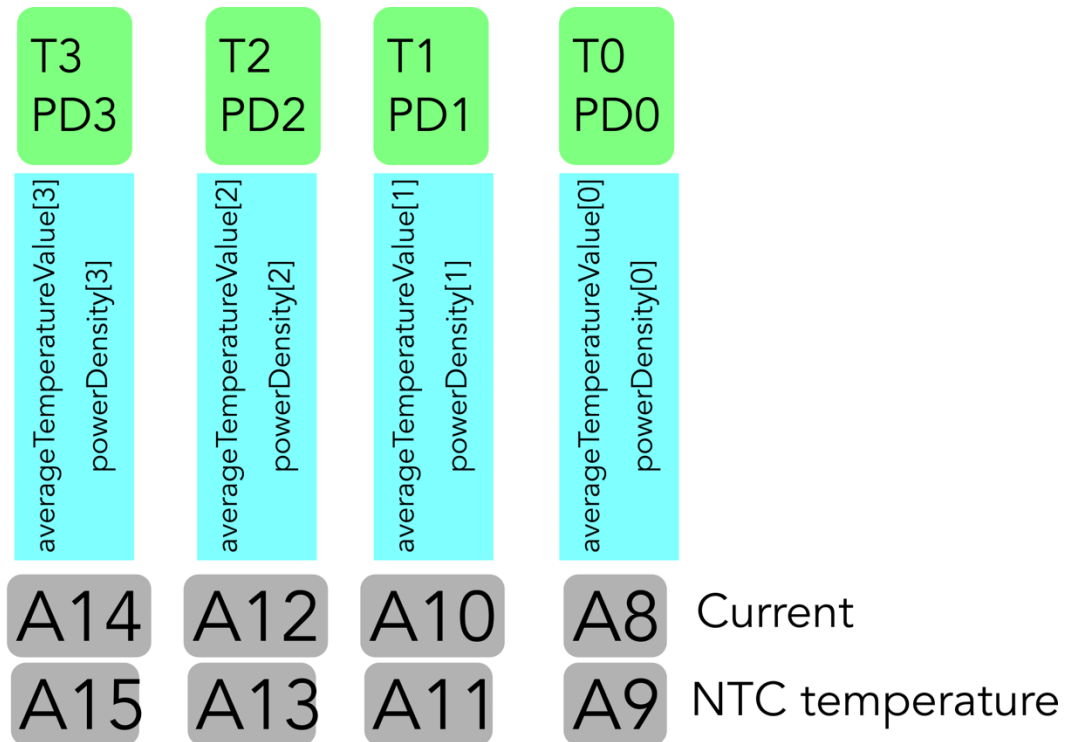 T3
PD3
T2
PD2
T1
PD1
T0
PD0
averageTemperatureValue[3]
powerDensity[3]
averageTemperatureValue[2]
powerDensity[2]
averageTemperatureValue[1]
powerDensity[1]
averageTemperatureValue[0]
powerDensity[0]
A14 A12 A10 A8 Current
A15 A13 A11 A9 NTC temperature